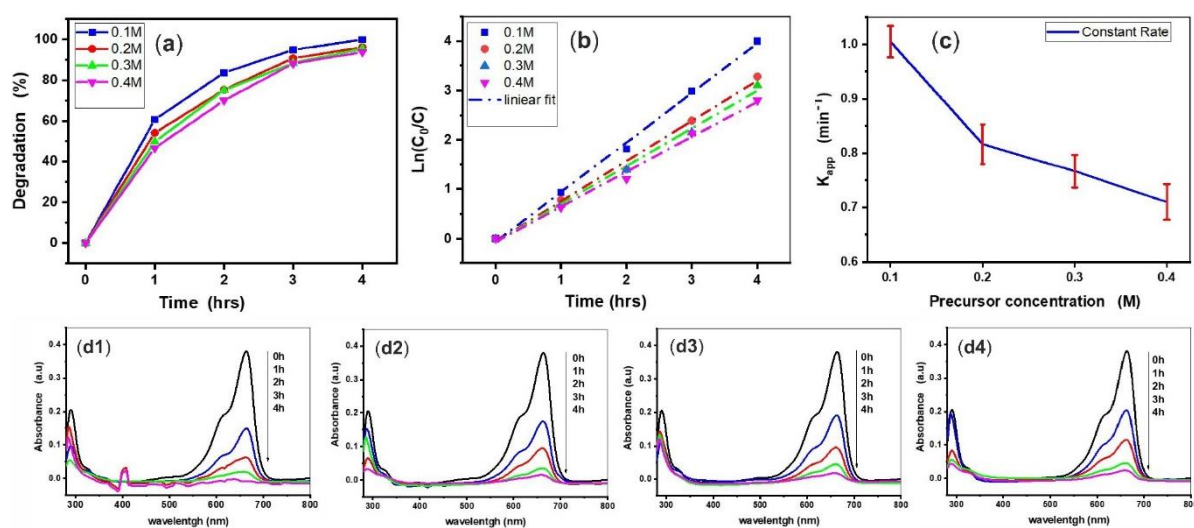 (a)
0.1M
0.2M
0.3M
0.4M
Degradation (%)
100
80
60
40
20
0
0 1 2 3 4
Time (hrs)
(b)
0.1M
0.2M
0.3M
0.4M
liniear fit
Ln(C0/C)
4
3
2
1
0
0 1 2 3 4
Time (hrs)
(c)
Constant Rate
Kapp (min⁻¹)
1.0
0.9
0.8
0.7
0.6
0.1 0.2 0.3 0.4
Precursor concentration (M)
(d1)
0h
1h
2h
3h
4h
Absorbance (a.u)
0.4
0.3
0.2
0.1
0.0
300 400 500 600 700 800
wavelentgh (nm)
(d2)
0h
1h
2h
3h
4h
Absorbance (a.u)
0.4
0.3
0.2
0.1
0.0
300 400 500 600 700 800
wavelentgh (nm)
(d3)
0h
1h
2h
3h
4h
Absorbance (a.u)
0.4
0.3
0.2
0.1
0.0
300 400 500 600 700 800
wavelentgh (nm)
(d4)
0h
1h
2h
3h
4h
Absorbance (a.u)
0.4
0.3
0.2
0.1
0.0
300 400 500 600 700 800
wavelentgh (nm)